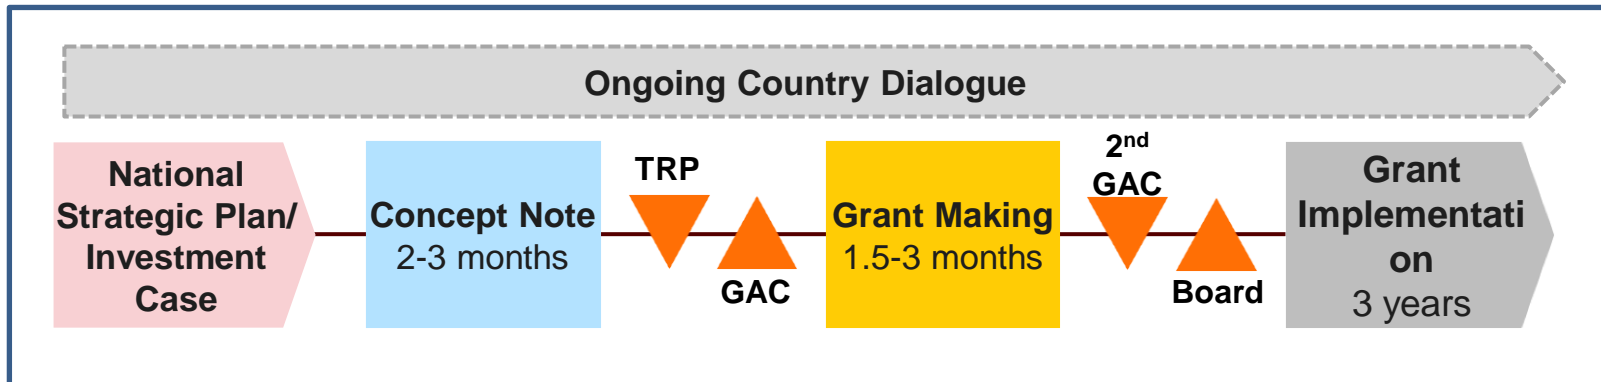 Ongoing Country Dialogue
National
Strategic Plan/
Investment
Case
Concept Note
2-3 months
TRP
GAC
Grant Making
1.5-3 months
2nd
GAC
Board
Grant
Implementati
on
3 years